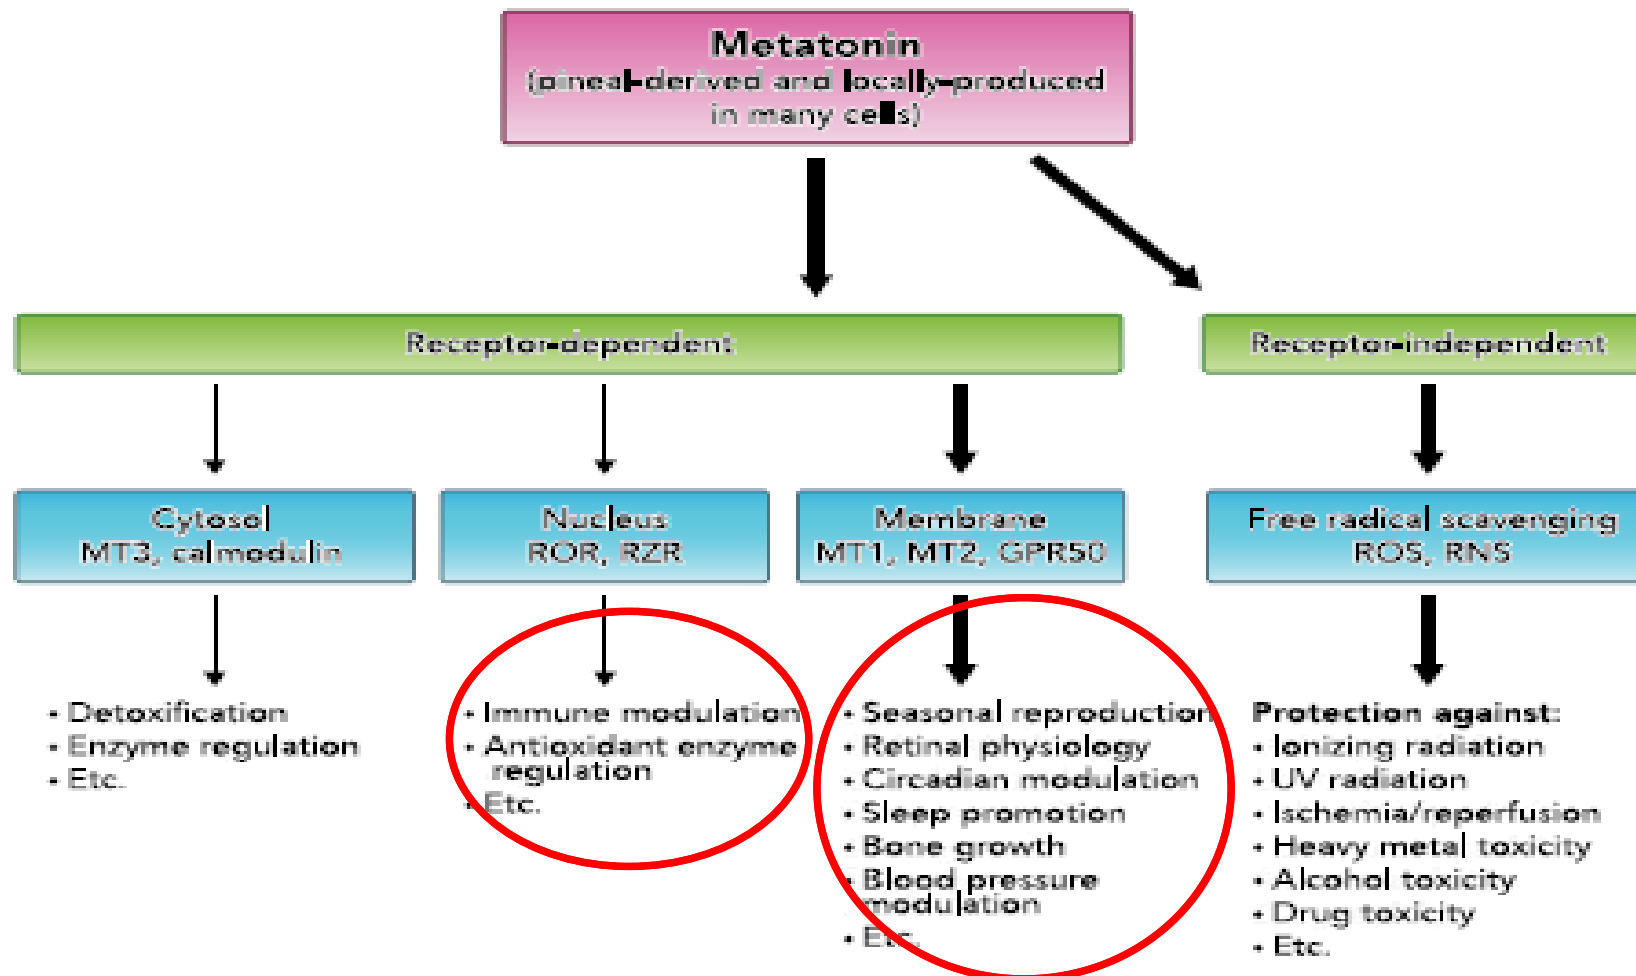 Metatonin
(pineal-derived and locally-produced
in many cells)
Receptor-dependent
Receptor-independent
Cytosol
MT3, calmodulin
Nucleus
ROR, RZR
Membrane
MT1, MT2, GPR50
Free radical scavenging
ROS, RNS
• Detoxification
• Enzyme regulation
• Etc.
• Immune modulation
• Antioxidant enzyme
regulation
• Etc.
• Seasonal reproduction
• Retinal physiology
• Circadian modulation
• Sleep promotion
• Bone growth
• Blood pressure
modulation
• Etc.
Protection against:
• Ionizing radiation
• UV radiation
• Ischemia/reperfusion
• Heavy metal toxicity
• Alcohol toxicity
• Drug toxicity
• Etc.